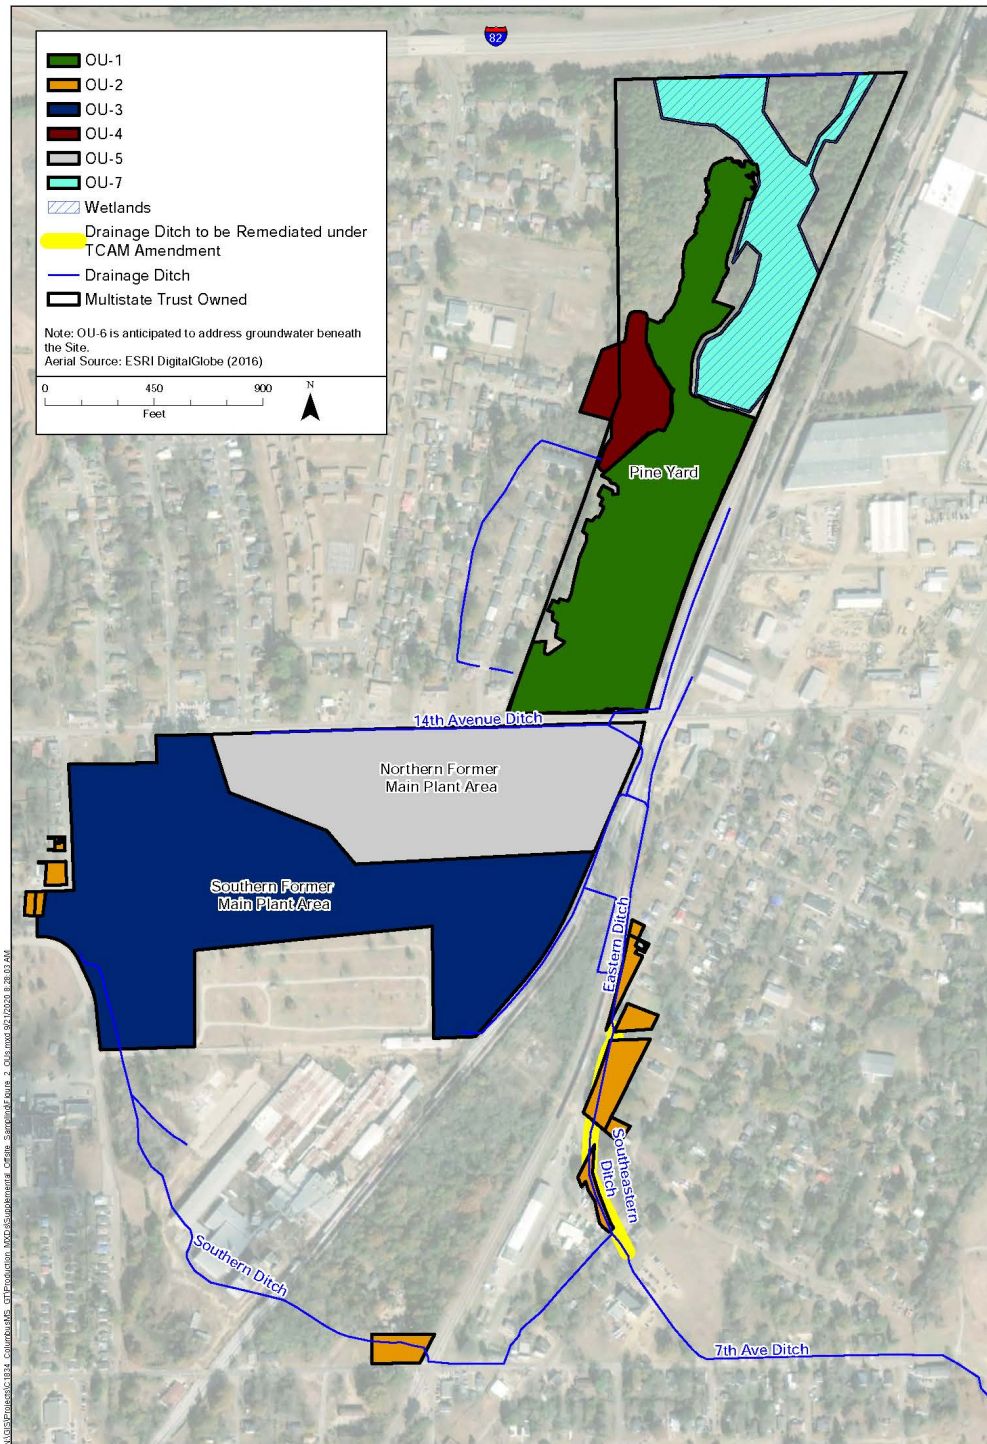 82
OU-1
OU-2
OU-3
OU-4
OU-5
OU-7
Wetlands
Drainage Ditch to be Remediated under
TCAM Amendment
Drainage Ditch
Multistate Trust Owned
Note: OU-6 is anticipated to address groundwater beneath
the Site.
Aerial Source: ESRI DigitalGlobe (2016)
0 450 900
Feet
N
Pine Yard
14th Avenue Ditch
Northern Former
Main Plant Area
Southern Former
Main Plant Area
Eastern Ditch
Southeastern
Ditch
Southern Ditch
7th Ave Ditch